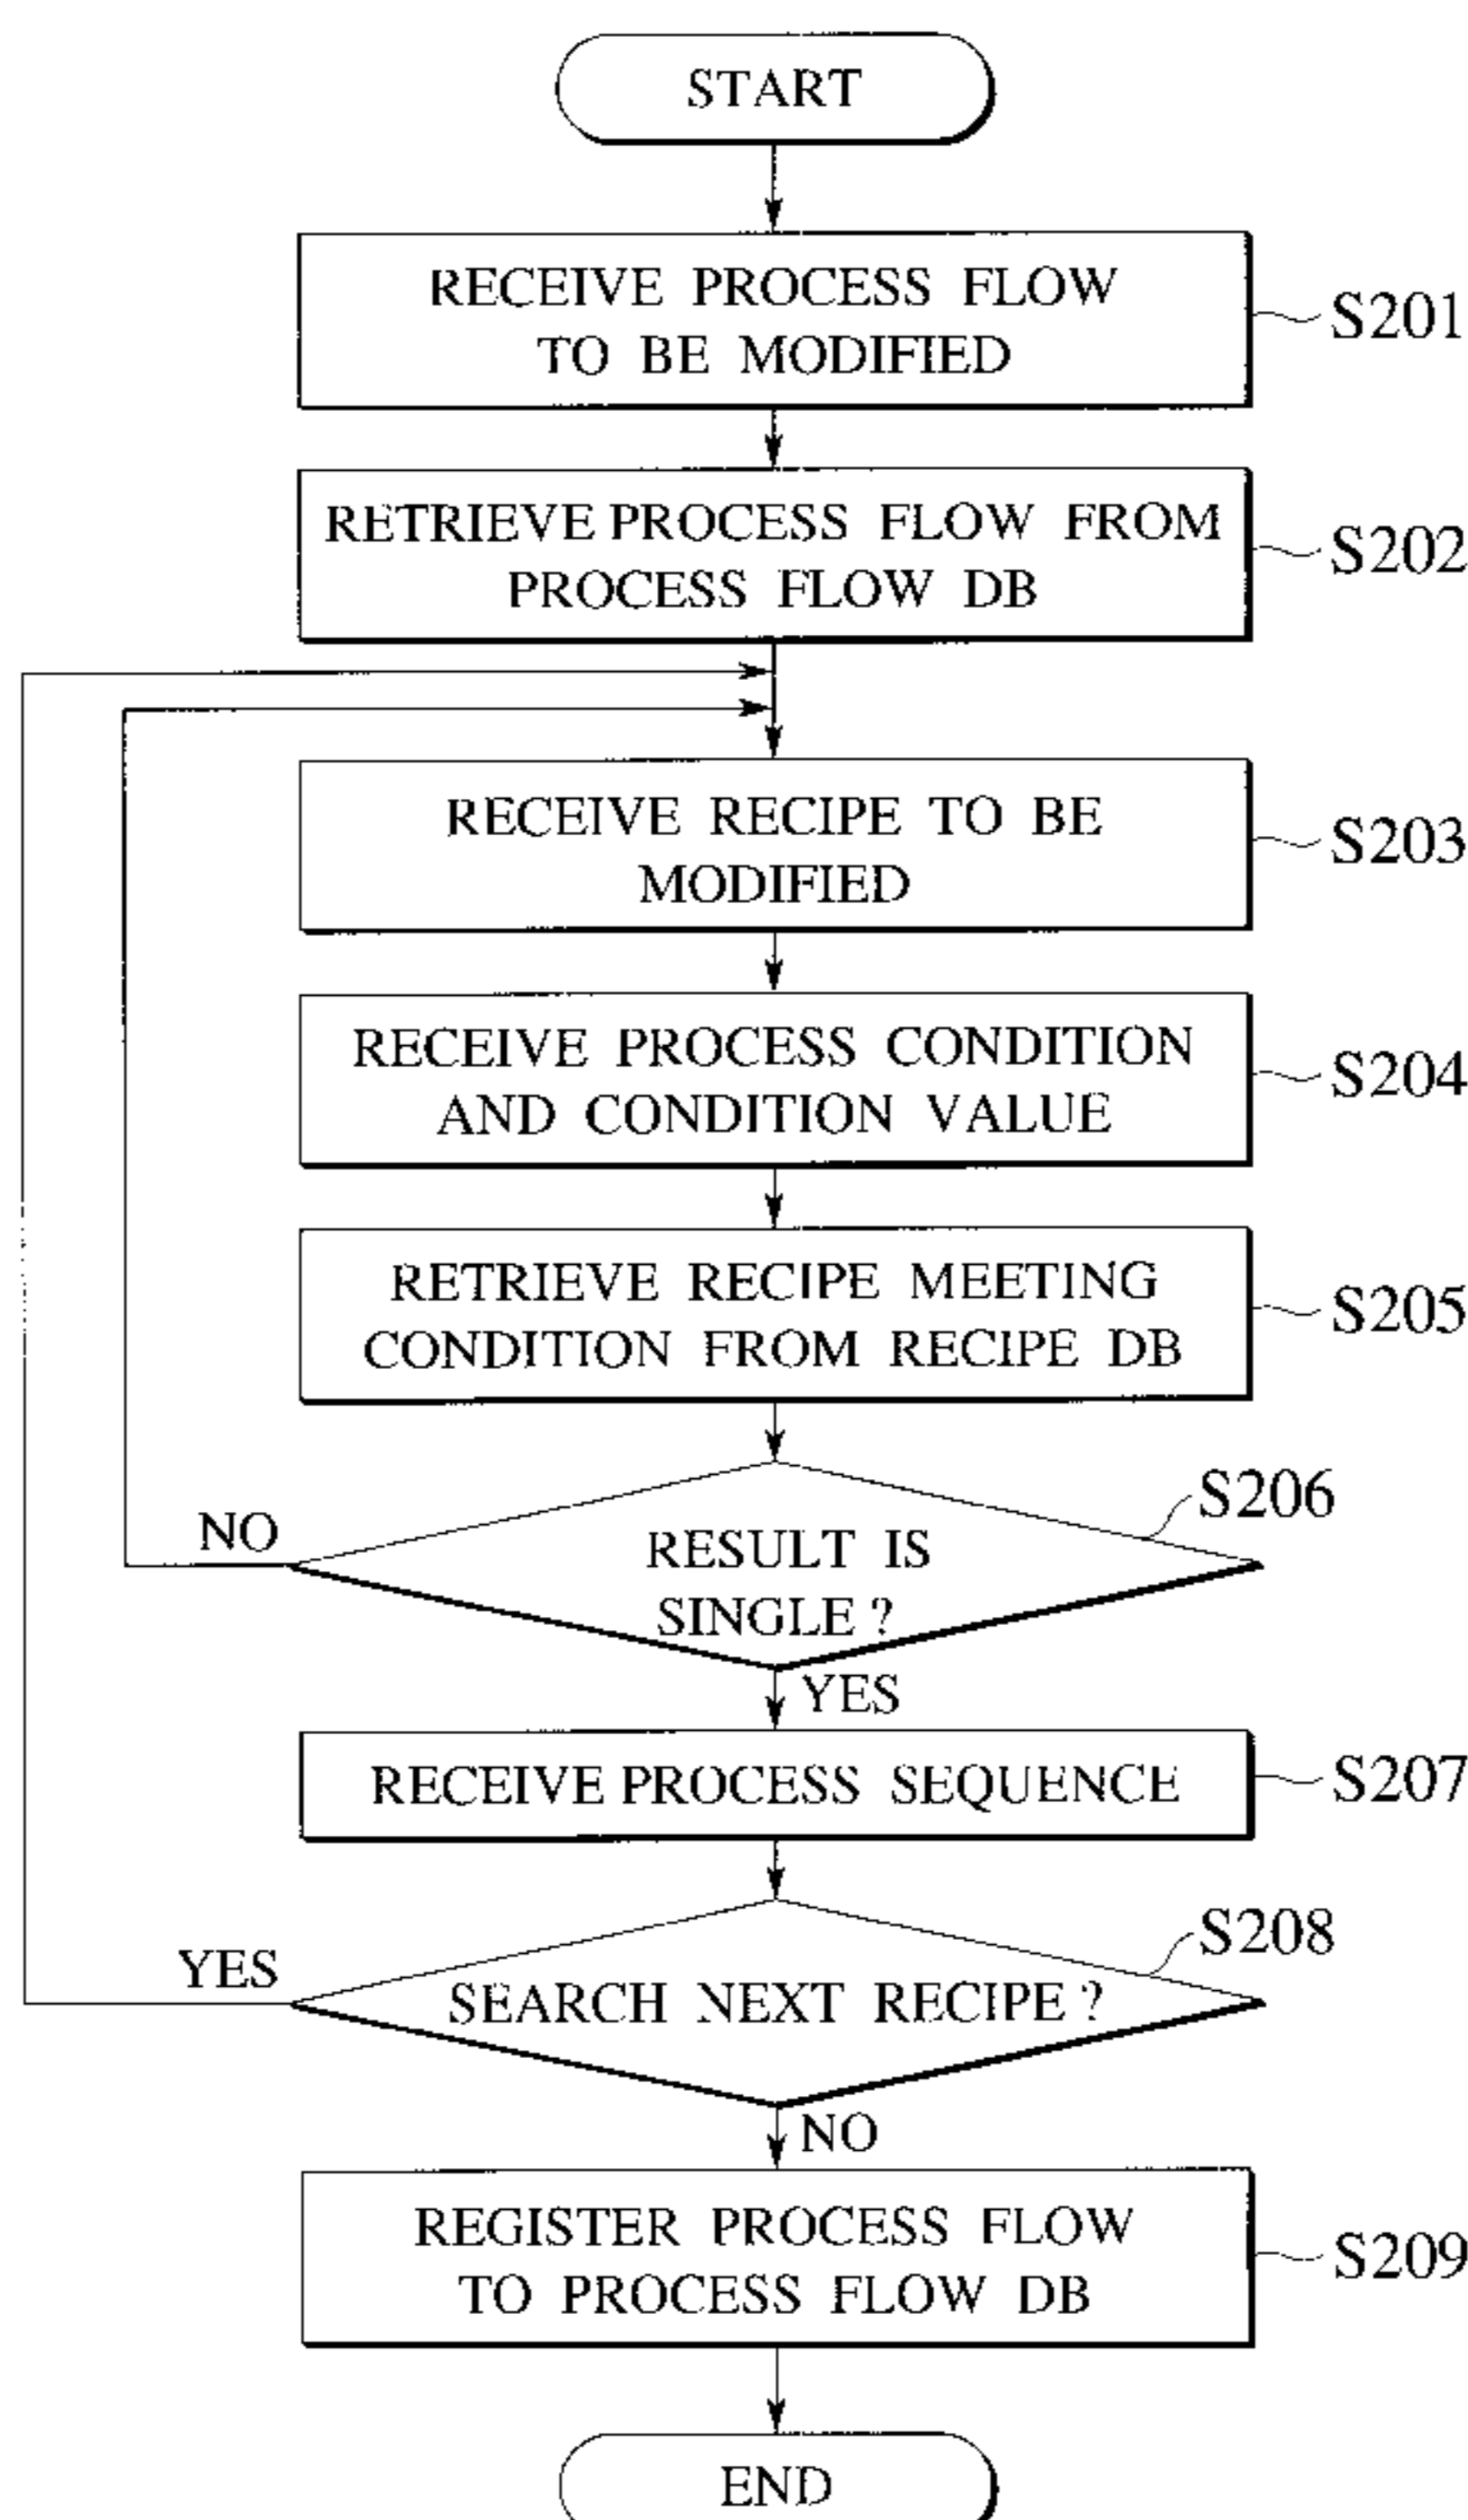 START
RECEIVE PROCESS FLOW
TO BE MODIFIED
S201
RETRIEVE PROCESS FLOW FROM
PROCESS FLOW DB
S202
RECEIVE RECIPE TO BE
MODIFIED
S203
RECEIVE PROCESS CONDITION
AND CONDITION VALUE
S204
RETRIEVE RECIPE MEETING
CONDITION FROM RECIPE DB
S205
S206
NO
RESULT IS
SINGLE ?
YES
RECEIVE PROCESS SEQUENCE
S207
S208
YES
SEARCH NEXT RECIPE ?
NO
REGISTER PROCESS FLOW
TO PROCESS FLOW DB
S209
END